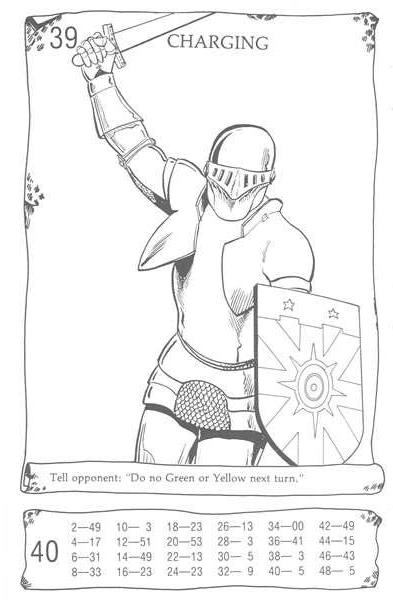 39
CHARGING
Tell opponent: "Do no Green or Yellow next turn."
40
2—49 10— 3 18—23 26—13 34—00 42—49
4—17 12—51 20—53 28— 3 36—41 44—15
6—31 14—49 22—13 30— 5 38— 3 46—43
8—33 16—23 24—23 32— 9 40— 5 48— 5